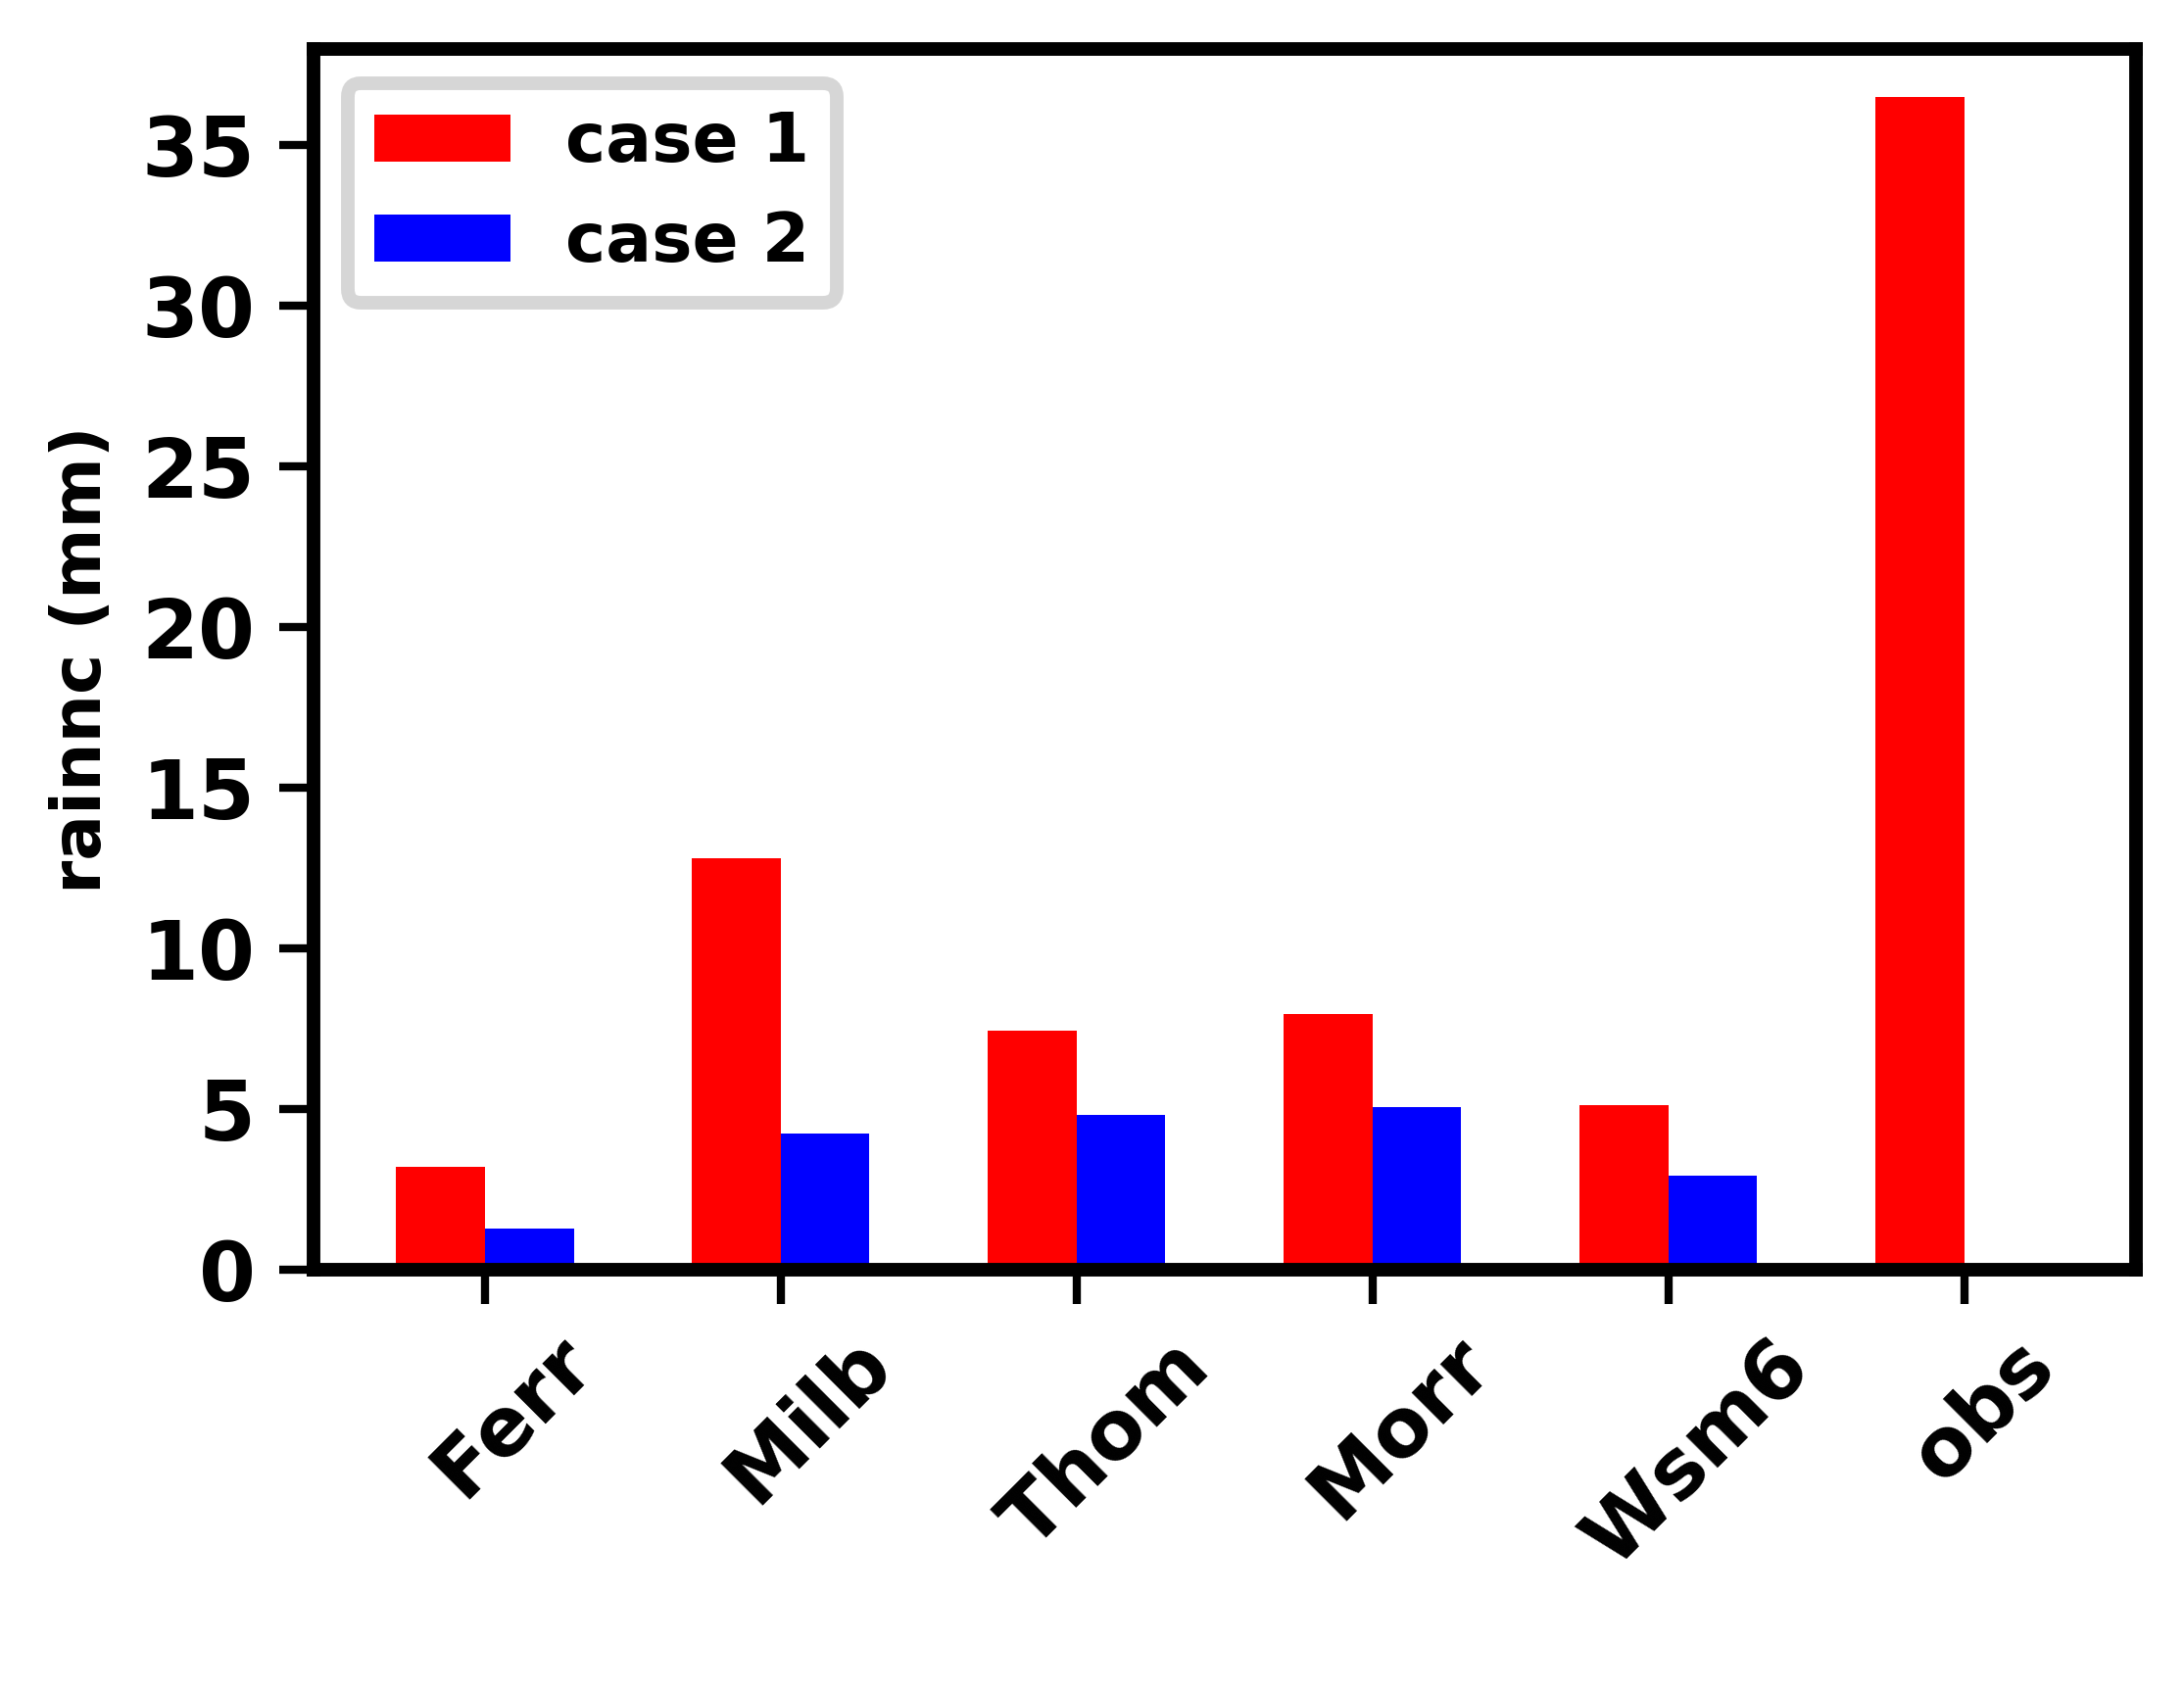 case 1
case 2
35
30
25
20
15
10
5
0
rainnc (mm)
Ferr
Milb
Thom
Morr
Wsm6
obs